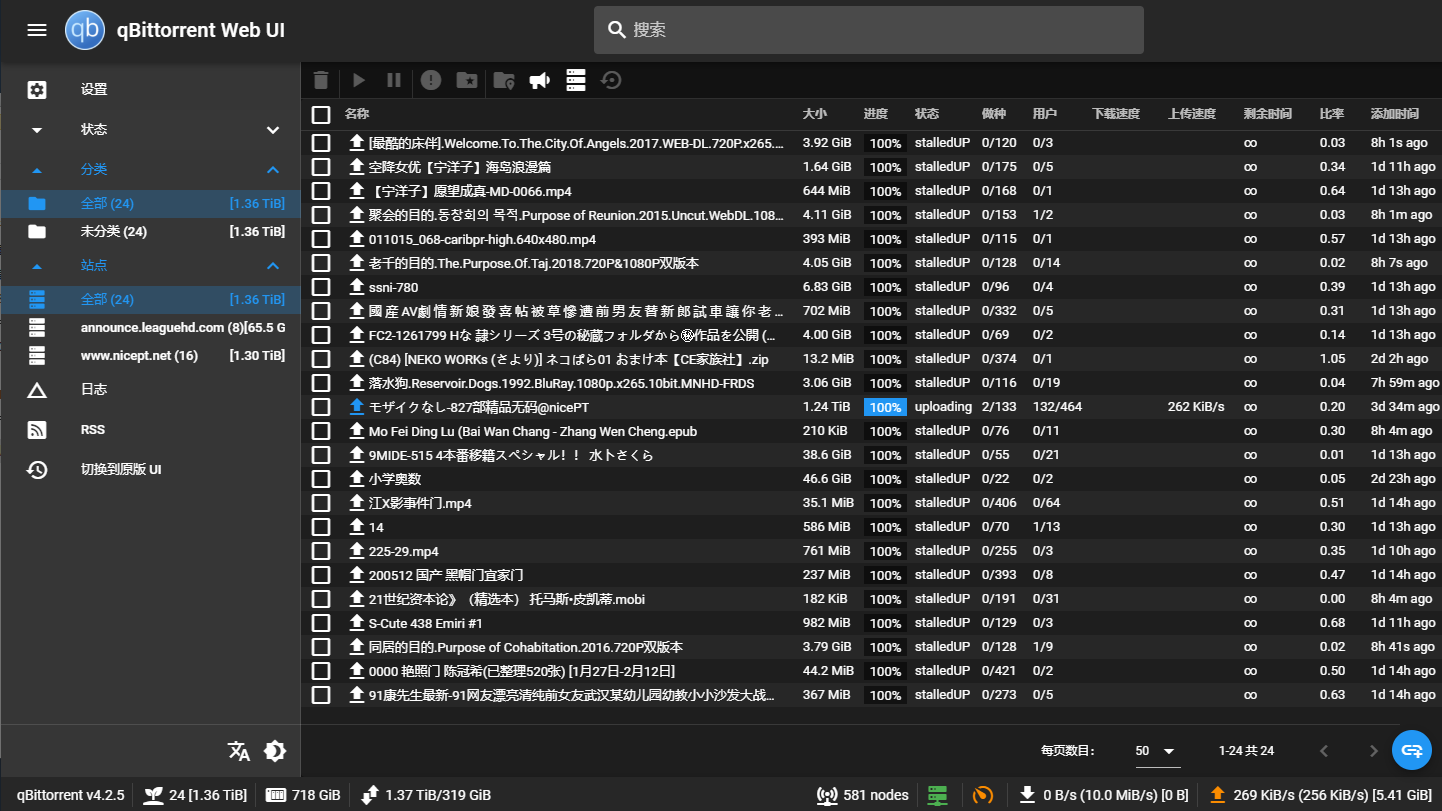 qb qBittorrent Web UI 搜索
设置
状态
分类
全部 (24) [1.36 TiB]
未分类 (24) [1.36 TiB]
站点
全部 (24) [1.36 TiB]
announce.leaguehd.com (8)[65.5 G
www.nicept.net (16) [1.30 TiB]
日志
RSS
切换到原版 UI
名称 大小 进度 状态 做种 用户 下载速度 上传速度 剩余时间 比率 添加时间
[最酷的床伴].Welcome.To.The.City.Of.Angels.2017.WEB-DL.720P.x265.... 3.92 GiB 100% stalledUP 0/120 0/3 ∞ 0.03 8h 1s ago
空降女优【宁洋子】海岛浪漫篇 1.64 GiB 100% stalledUP 0/175 0/5 ∞ 0.34 1d 11h ago
【宁洋子】愿望成真-MD-0066.mp4 644 MiB 100% stalledUP 0/168 0/1 ∞ 0.64 1d 13h ago
聚会的目的.동창회의 목적.Purpose of Reunion.2015.Uncut.WebDL.108... 4.11 GiB 100% stalledUP 0/153 1/2 ∞ 0.03 8h 1m ago
011015_068-caribpr-high.640x480.mp4 393 MiB 100% stalledUP 0/115 0/1 ∞ 0.57 1d 13h ago
老千的目的.The.Purpose.Of.Taj.2018.720P&1080P双版本 4.05 GiB 100% stalledUP 0/128 0/14 ∞ 0.02 8h 7s ago
ssni-780 6.83 GiB 100% stalledUP 0/96 0/4 ∞ 0.39 1d 13h ago
國 産 AV劇 情 新 娘 發 喜 帖 被 草 慘 遭 前 男 友 替 新 郎 試 車 讓 你 老 ... 702 MiB 100% stalledUP 0/332 0/5 ∞ 0.31 1d 13h ago
FC2-1261799 Hな 隷シリーズ 3号の秘蔵フォルダから㊙作品を公開 (... 4.00 GiB 100% stalledUP 0/69 0/2 ∞ 0.14 1d 13h ago
(C84) [NEKO WORKs (さより)] ネコぱら01 おまけ本【CE家族社】.zip 13.2 MiB 100% stalledUP 0/374 0/1 ∞ 1.05 2d 2h ago
落水狗.Reservoir.Dogs.1992.BluRay.1080p.x265.10bit.MNHD-FRDS 3.06 GiB 100% stalledUP 0/116 0/19 ∞ 0.04 7h 59m ago
モザイクなし-827部精品无码@nicePT 1.24 TiB 100% uploading 2/133 132/464 262 KiB/s ∞ 0.20 3d 34m ago
Mo Fei Ding Lu (Bai Wan Chang - Zhang Wen Cheng.epub 210 KiB 100% stalledUP 0/76 0/11 ∞ 0.30 8h 4m ago
9MIDE-515 4本番移籍スペシャル！！ 水卜さくら 38.6 GiB 100% stalledUP 0/55 0/21 ∞ 0.01 1d 13h ago
小学奥数 46.6 GiB 100% stalledUP 0/22 0/2 ∞ 0.05 2d 23h ago
江X影事件门.mp4 35.1 MiB 100% stalledUP 0/406 0/64 ∞ 0.51 1d 14h ago
14 586 MiB 100% stalledUP 0/70 1/13 ∞ 0.30 1d 13h ago
225-29.mp4 761 MiB 100% stalledUP 0/255 0/3 ∞ 0.35 1d 10h ago
200512 国产 黑帽门宜家门 237 MiB 100% stalledUP 0/393 0/8 ∞ 0.47 1d 14h ago
21世纪资本论》（精选本） 托马斯•皮凯蒂.mobi 182 KiB 100% stalledUP 0/191 0/31 ∞ 0.00 8h 4m ago
S-Cute 438 Emiri #1 982 MiB 100% stalledUP 0/129 0/3 ∞ 0.68 1d 11h ago
同居的目的.Purpose of Cohabitation.2016.720P双版本 3.79 GiB 100% stalledUP 0/128 1/9 ∞ 0.02 8h 41s ago
0000 艳照门 陈冠希(已整理520张) [1月27日-2月12日] 44.2 MiB 100% stalledUP 0/421 0/2 ∞ 0.50 1d 14h ago
91康先生最新-91网友漂亮清纯前女友武汉某幼儿园幼教小小沙发大战... 367 MiB 100% stalledUP 0/273 0/5 ∞ 0.63 1d 14h ago
每页数目： 50 1-24 共 24
qBittorrent v4.2.5 24 [1.36 TiB] 718 GiB 1.37 TiB/319 GiB 581 nodes 0 B/s (10.0 MiB/s) [0 B] 269 KiB/s (256 KiB/s) [5.41 GiB]